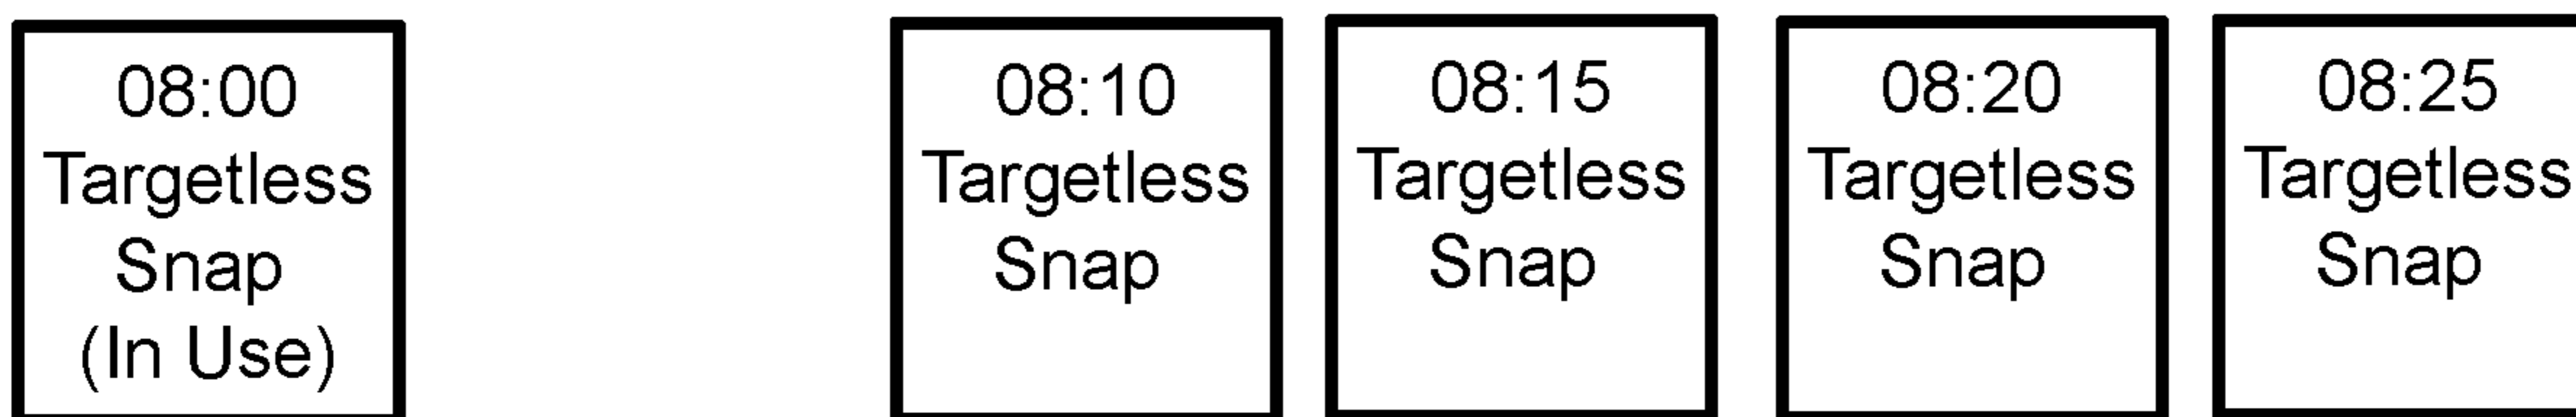 08:00
Targetless
Snap
(In Use)
08:10
Targetless
Snap
08:15
Targetless
Snap
08:20
Targetless
Snap
08:25
Targetless
Snap